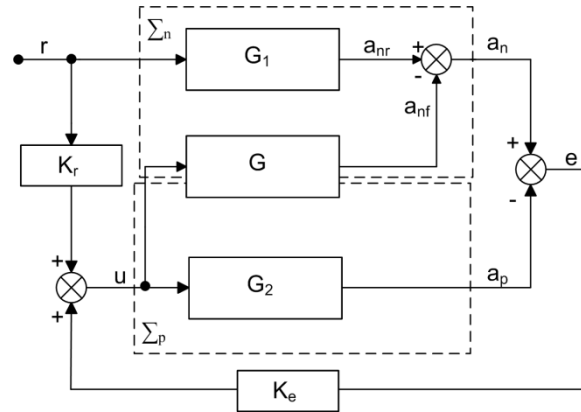 ∑n
r
G1
anr
+
-
an
anf
Kr
G
+
-
e
+
+
u
G2
ap
∑p
Ke